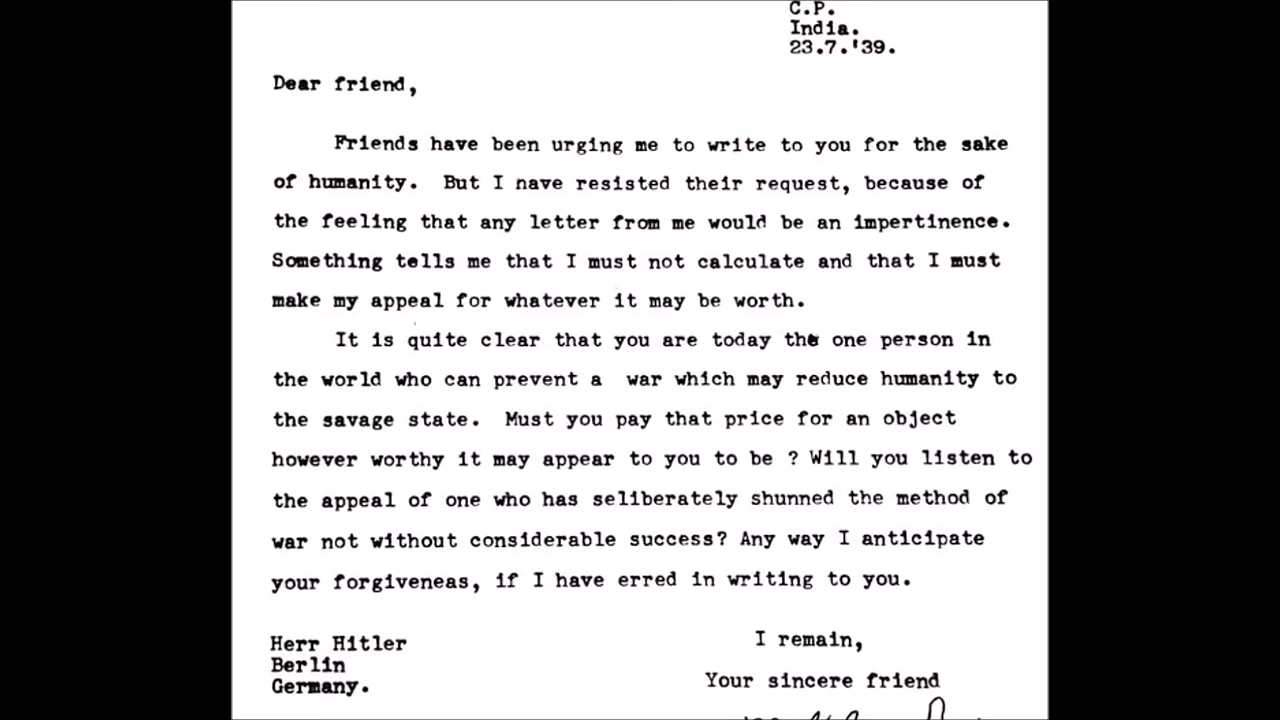 C.P.
India.
23.7.'39.
Dear friend,
Friends have been urging me to write to you for the sake
of humanity. But I nave resisted their request, because of
the feeling that any letter from me would be an impertinence.
Something tells me that I must not calculate and that I must
make my appeal for whatever it may be worth.
It is quite clear that you are today the one person in
the world who can prevent a war which may reduce humanity to
the savage state. Must you pay that price for an object
however worthy it may appear to you to be ? Will you listen to
the appeal of one who has seliberately shunned the method of
war not without considerable success? Any way I anticipate
your forgiveneas, if I have erred in writing to you.
Herr Hitler
Berlin
Germany.
I remain,
Your sincere friend